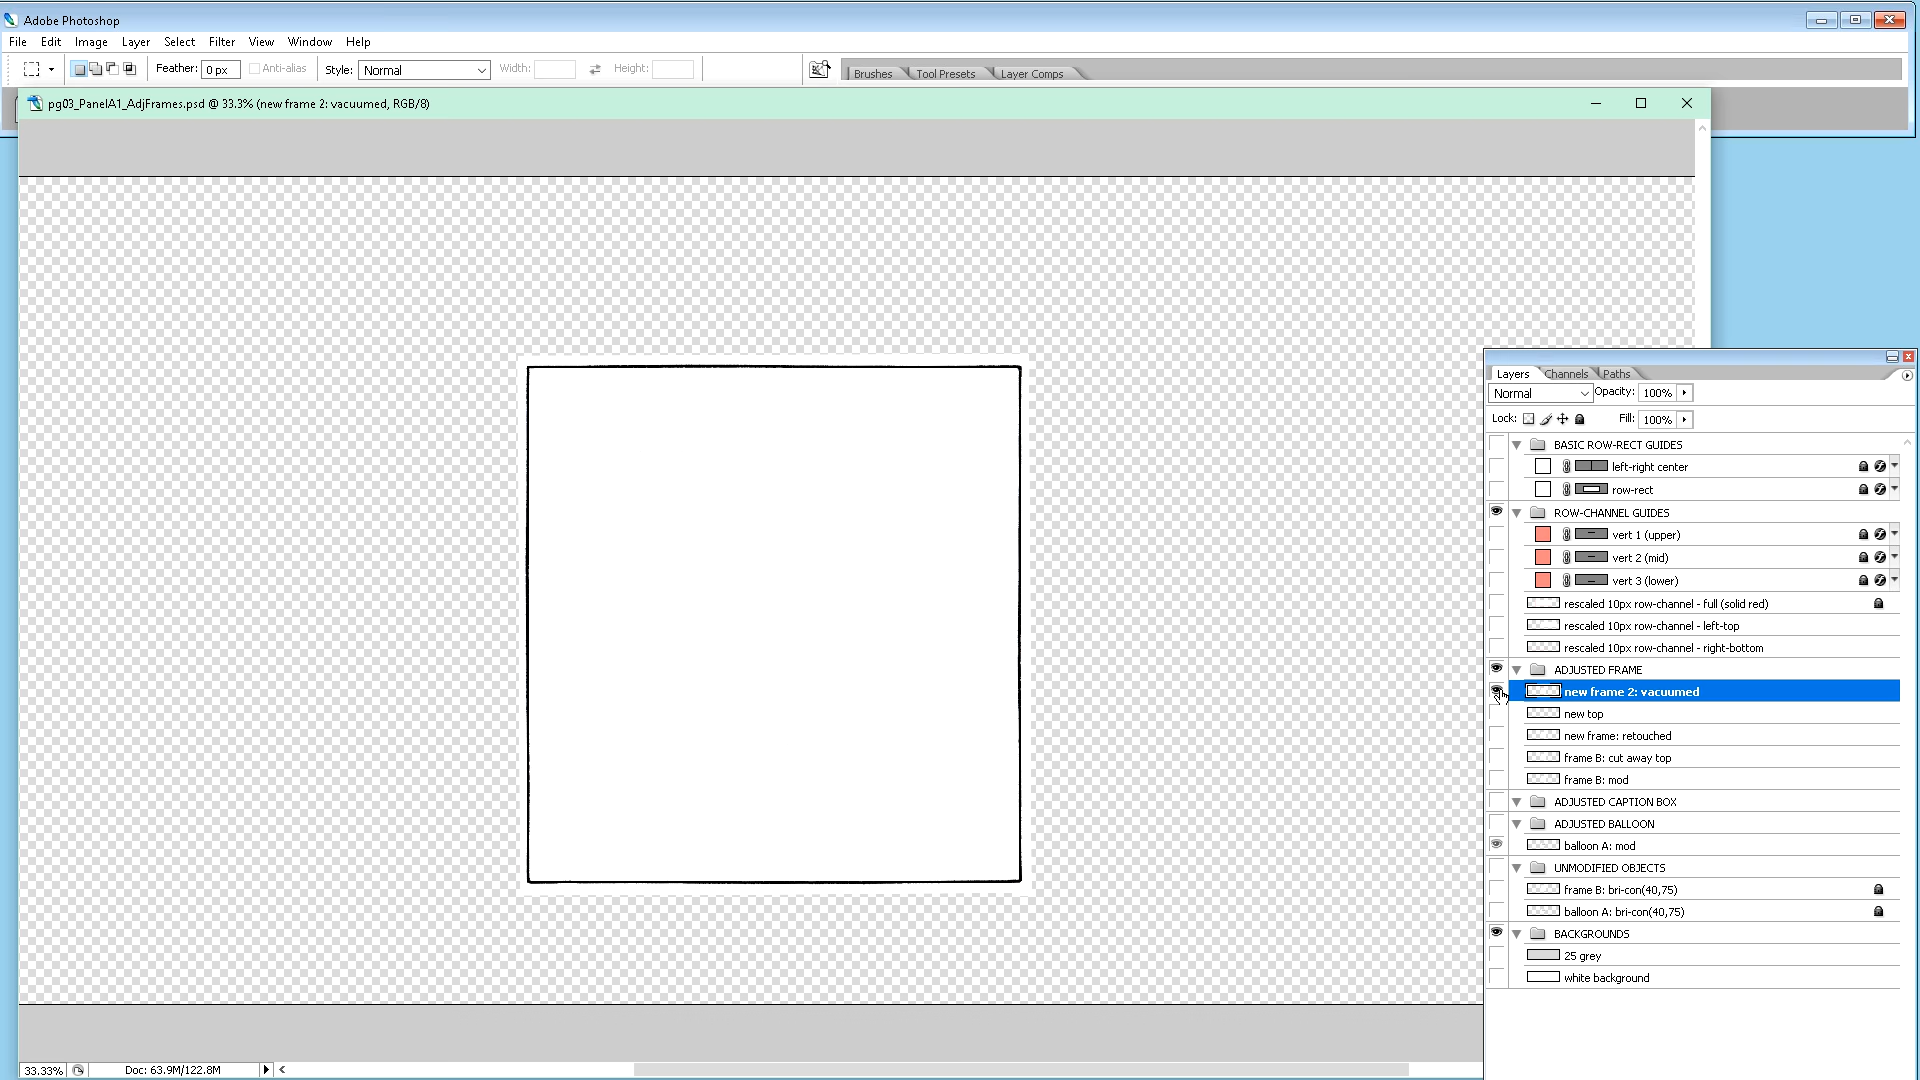 Adobe Photoshop
File Edit Image Layer Select Filter View Window Help
Feather: 0 px Anti-alias Style: Normal Width: Height: Brushes Tool Presets Layer Comps
pg03_PanelA1_AdjFrames.psd @ 33.3% (new frame 2: vacuumed, RGB/8)
Layers Channels Paths
Normal Opacity: 100%
Lock: Fill: 100%
BASIC ROW-RECT GUIDES
left-right center
row-rect
ROW-CHANNEL GUIDES
vert 1 (upper)
vert 2 (mid)
vert 3 (lower)
rescaled 10px row-channel - full (solid red)
rescaled 10px row-channel - left-top
rescaled 10px row-channel - right-bottom
ADJUSTED FRAME
new frame 2: vacuumed
new top
new frame: retouched
frame B: cut away top
frame B: mod
ADJUSTED CAPTION BOX
ADJUSTED BALLOON
balloon A: mod
UNMODIFIED OBJECTS
frame B: bri-con(40,75)
balloon A: bri-con(40,75)
BACKGROUNDS
25 grey
white background
33.33% Doc: 63.9M/122.8M